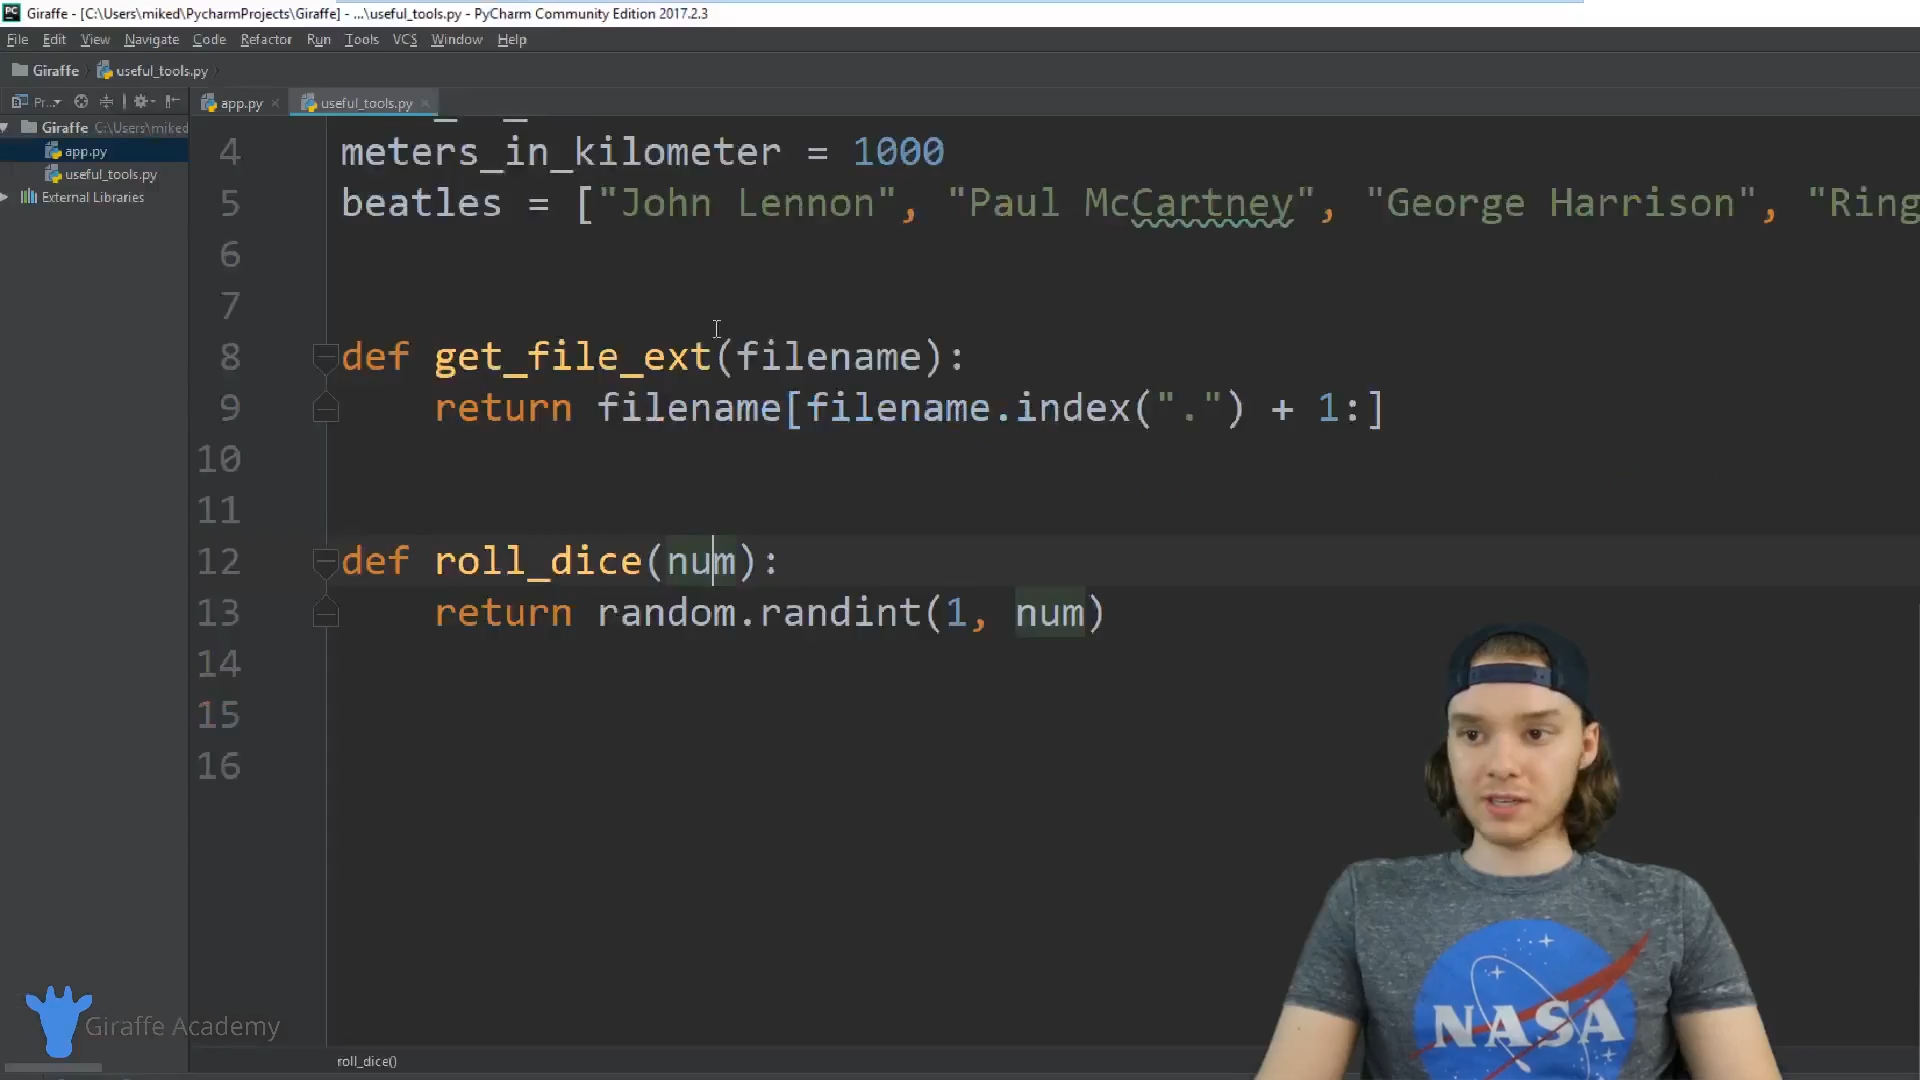 Giraffe - [C:\Users\miked\PycharmProjects\Giraffe] - ...\useful_tools.py - PyCharm Community Edition 2017.2.3
File Edit View Navigate Code Refactor Run Tools VCS Window Help
Giraffe useful_tools.py
Pr... app.py useful_tools.py
Giraffe C:\Users\miked
app.py
useful_tools.py
External Libraries
4 meters_in_kilometer = 1000
5 beatles = ["John Lennon", "Paul McCartney", "George Harrison", "Ring
6
7
8 def get_file_ext(filename):
9 return filename[filename.index(".") + 1:]
10
11
12 def roll_dice(num):
13 return random.randint(1, num)
14
15
16
NASA
Giraffe Academy
roll_dice()